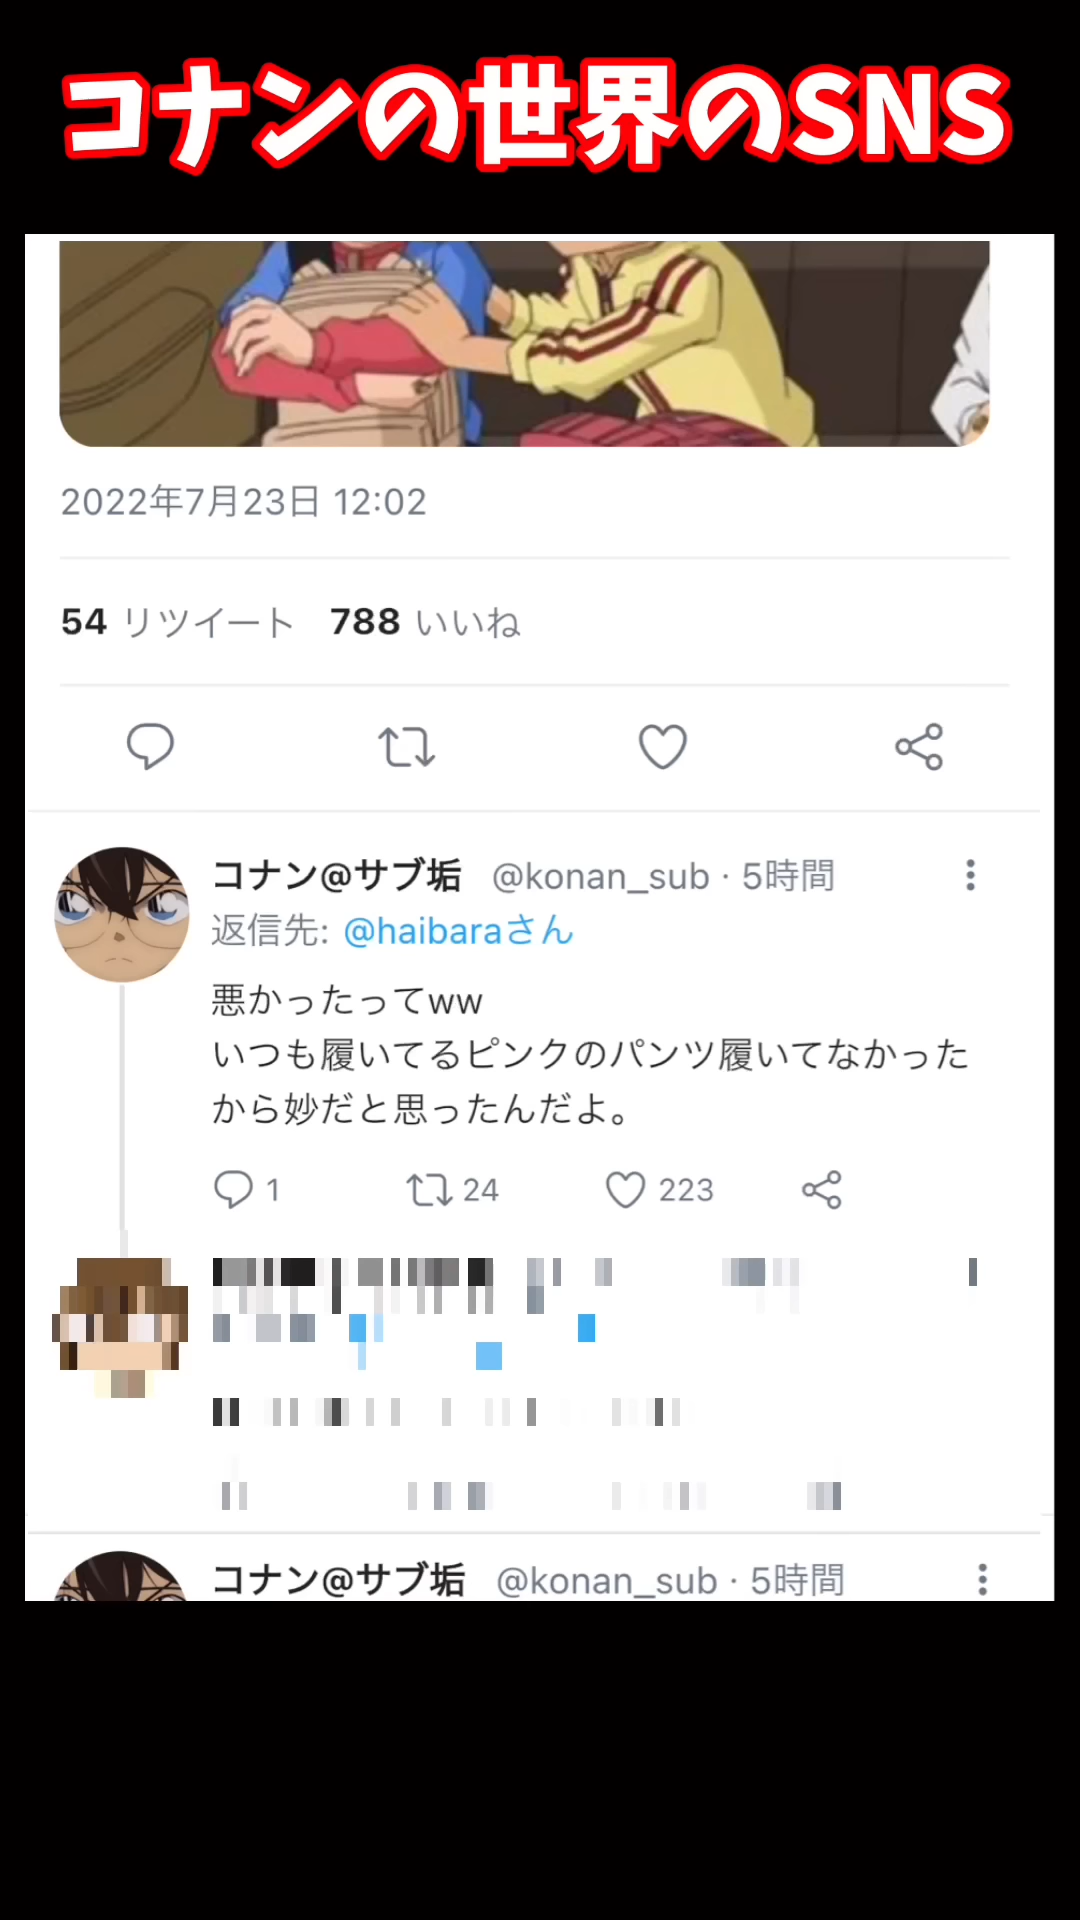 コナンの世界のSNS
2022年7月23日 12:02
54 リツイート 788 いいね
コナン@サブ垢 @konan_sub · 5時間
返信先: @haibaraさん
悪かったってww
いつも履いてるピンクのパンツ履いてなかった
から妙だと思ったんだよ。
1 24 223
コナン@サブ垢 @konan_sub · 5時間